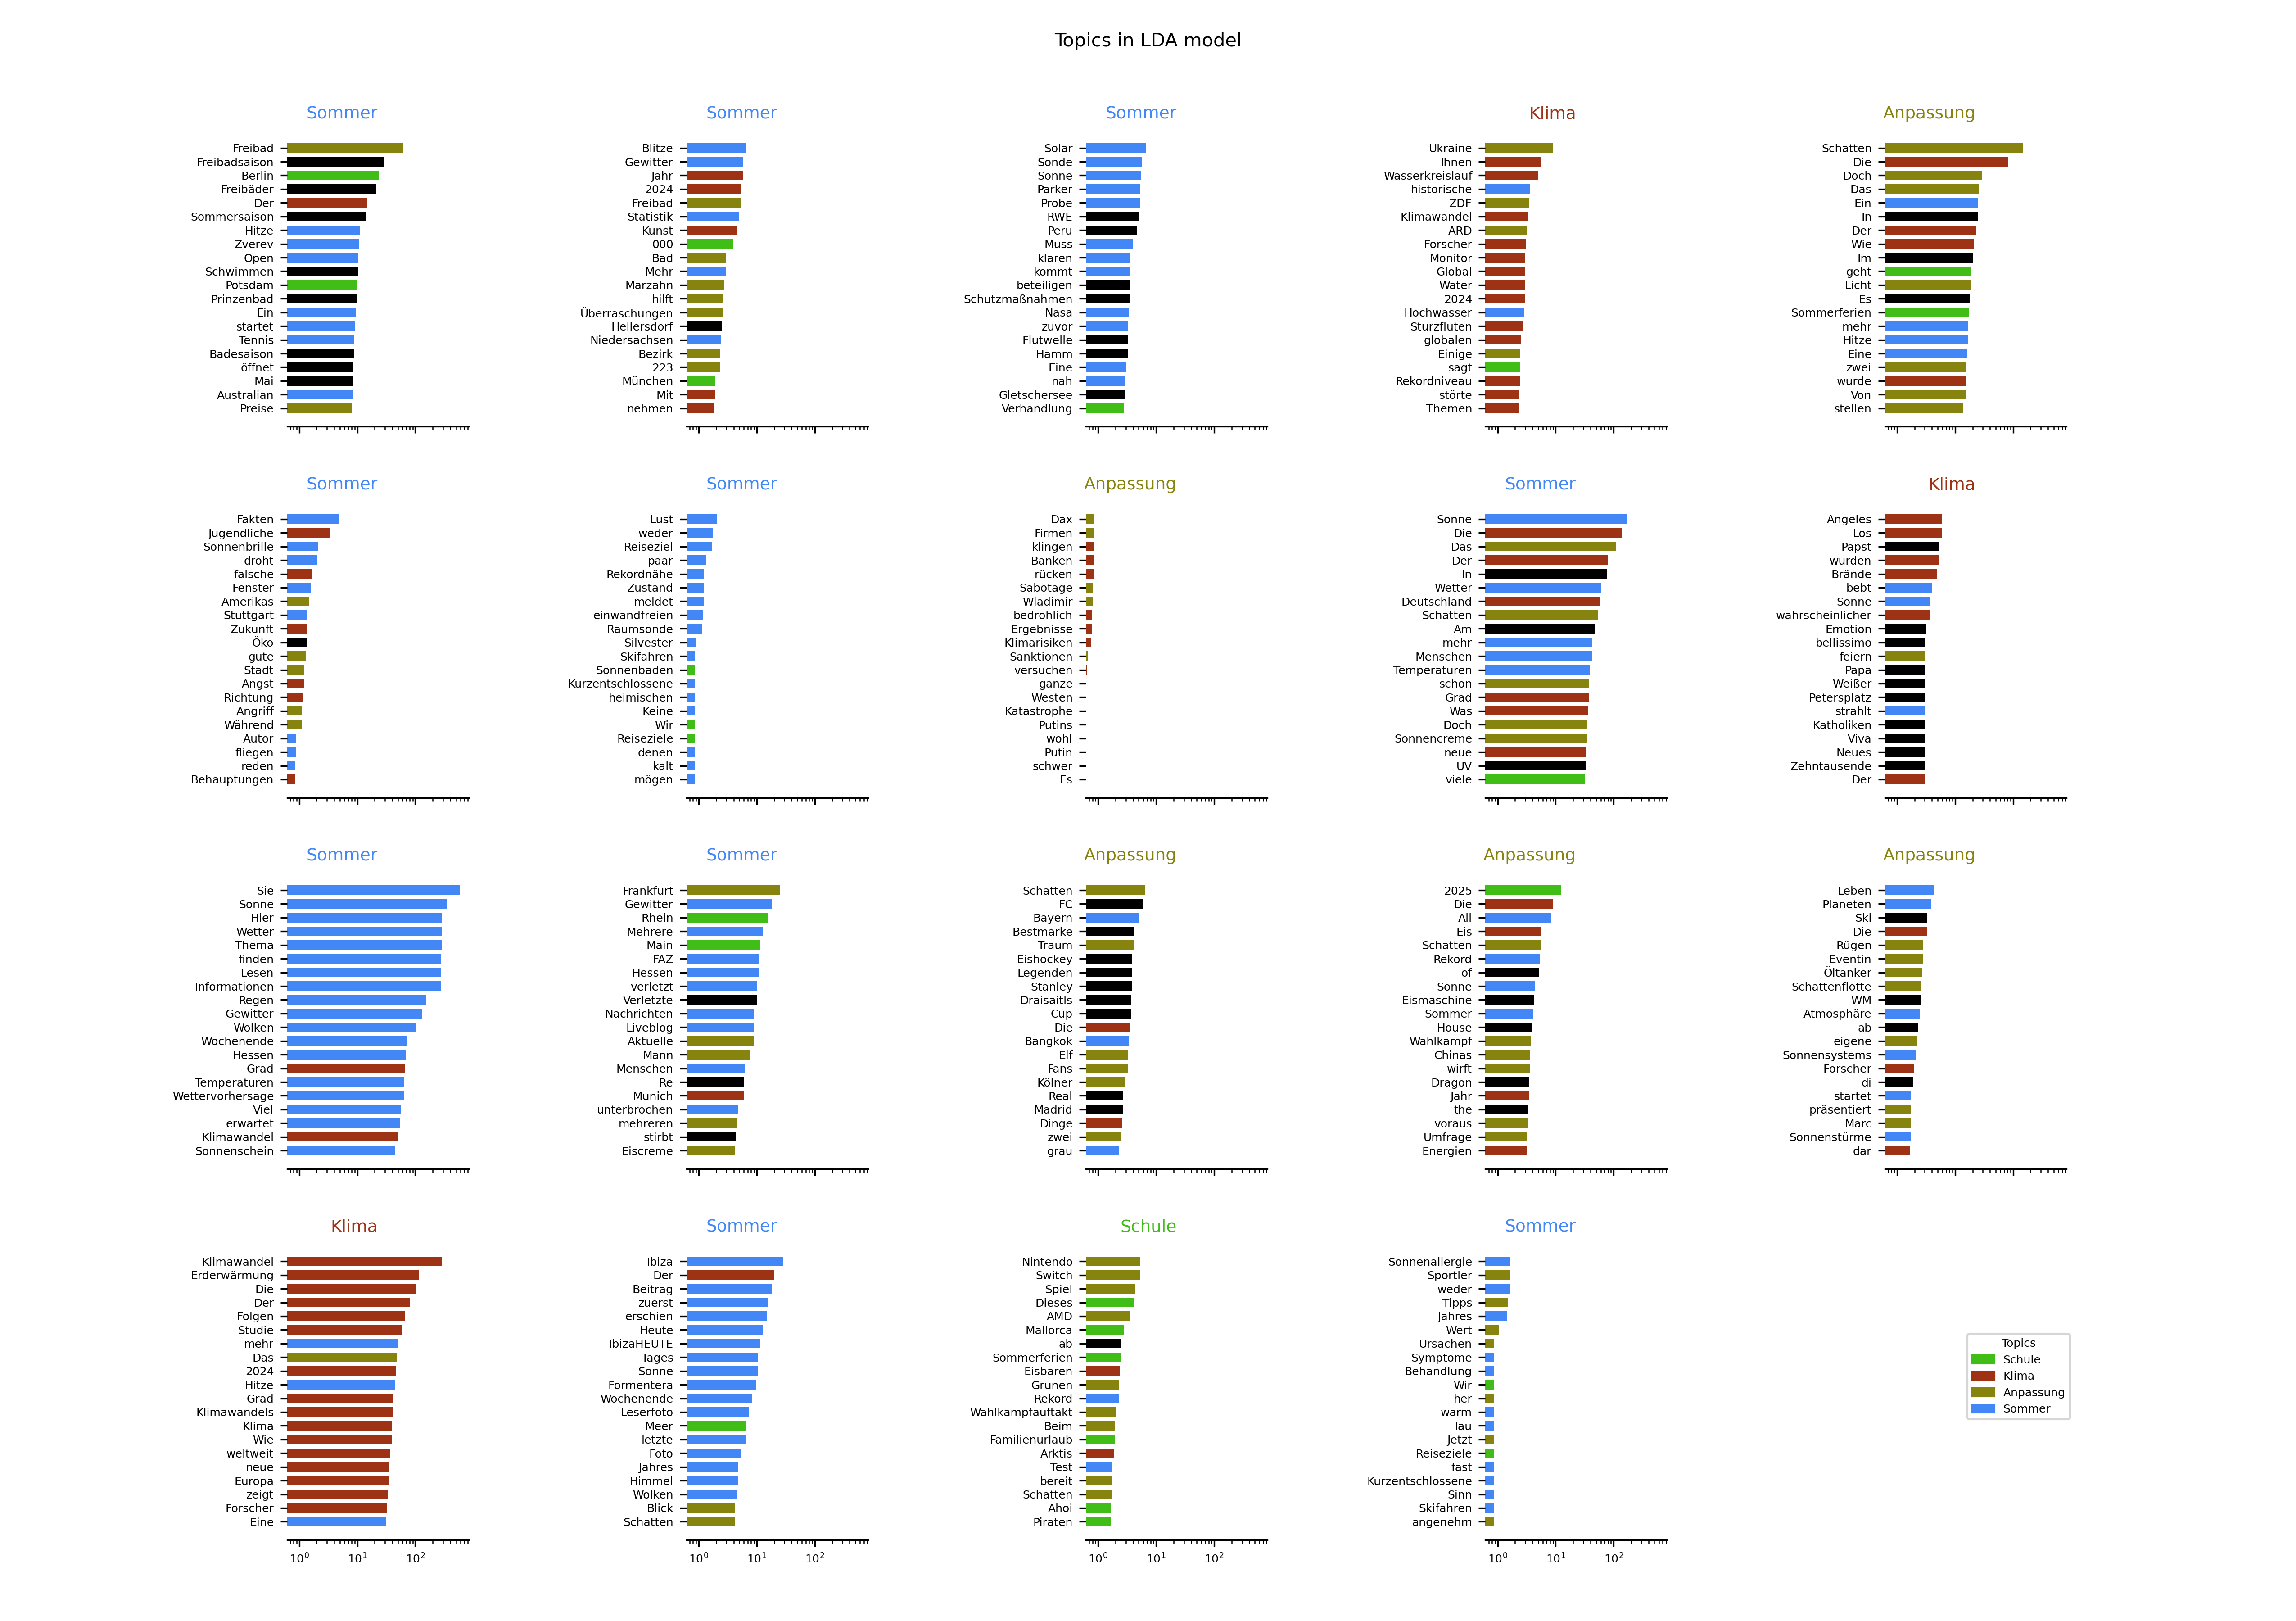 Topics in LDA model
Sommer
Freibad
Freibadsaison
Berlin
Freibäder
Der
Sommersaison
Hitze
Zverev
Open
Schwimmen
Potsdam
Prinzenbad
Ein
startet
Tennis
Badesaison
öffnet
Mai
Australian
Preise
Sommer
Blitze
Gewitter
Jahr
2024
Freibad
Statistik
Kunst
000
Bad
Mehr
Marzahn
hilft
Überraschungen
Hellersdorf
Niedersachsen
Bezirk
223
München
Mit
nehmen
Sommer
Solar
Sonde
Sonne
Parker
Probe
RWE
Peru
Muss
klären
kommt
beteiligen
Schutzmaßnahmen
Nasa
zuvor
Flutwelle
Hamm
Eine
nah
Gletschersee
Verhandlung
Klima
Ukraine
Ihnen
Wasserkreislauf
historische
ZDF
Klimawandel
ARD
Forscher
Monitor
Global
Water
2024
Hochwasser
Sturzfluten
globalen
Einige
sagt
Rekordniveau
störte
Themen
Anpassung
Schatten
Die
Doch
Das
Ein
In
Der
Wie
Im
geht
Licht
Es
Sommerferien
mehr
Hitze
Eine
zwei
wurde
Von
stellen
Sommer
Fakten
Jugendliche
Sonnenbrille
droht
falsche
Fenster
Amerikas
Stuttgart
Zukunft
Öko
gute
Stadt
Angst
Richtung
Angriff
Während
Autor
fliegen
reden
Behauptungen
Sommer
Lust
weder
Reiseziel
paar
Rekordnähe
Zustand
meldet
einwandfreien
Raumsonde
Silvester
Skifahren
Sonnenbaden
Kurzentschlossene
heimischen
Keine
Wir
Reiseziele
denen
kalt
mögen
Anpassung
Dax
Firmen
klingen
Banken
rücken
Sabotage
Wladimir
bedrohlich
Ergebnisse
Klimarisiken
Sanktionen
versuchen
ganze
Westen
Katastrophe
Putins
wohl
Putin
schwer
Es
Sommer
Sonne
Die
Das
Der
In
Wetter
Deutschland
Schatten
Am
mehr
Menschen
Temperaturen
schon
Grad
Was
Doch
Sonnencreme
neue
UV
viele
Klima
Angeles
Los
Papst
wurden
Brände
bebt
Sonne
wahrscheinlicher
Emotion
bellissimo
feiern
Papa
Weißer
Petersplatz
strahlt
Katholiken
Viva
Neues
Zehntausende
Der
Sommer
Sie
Sonne
Hier
Wetter
Thema
finden
Lesen
Informationen
Regen
Gewitter
Wolken
Wochenende
Hessen
Grad
Temperaturen
Wettervorhersage
Viel
erwartet
Klimawandel
Sonnenschein
Sommer
Frankfurt
Gewitter
Rhein
Mehrere
Main
FAZ
Hessen
verletzt
Verletzte
Nachrichten
Liveblog
Aktuelle
Mann
Menschen
Re
Munich
unterbrochen
mehreren
stirbt
Eiscreme
Anpassung
Schatten
FC
Bayern
Bestmarke
Traum
Eishockey
Legenden
Stanley
Draisaitls
Cup
Die
Bangkok
Elf
Fans
Kölner
Real
Madrid
Dinge
zwei
grau
Anpassung
2025
Die
All
Eis
Schatten
Rekord
of
Sonne
Eismaschine
Sommer
House
Wahlkampf
Chinas
wirft
Dragon
Jahr
the
voraus
Umfrage
Energien
Anpassung
Leben
Planeten
Ski
Die
Rügen
Eventin
Öltanker
Schattenflotte
WM
Atmosphäre
ab
eigene
Sonnensystems
Forscher
di
startet
präsentiert
Marc
Sonnenstürme
dar
Klima
Klimawandel
Erderwärmung
Die
Der
Folgen
Studie
mehr
Das
2024
Hitze
Grad
Klimawandels
Klima
Wie
weltweit
neue
Europa
zeigt
Forscher
Eine
10⁰ 10¹ 10²
Sommer
Ibiza
Der
Beitrag
zuerst
erschien
Heute
IbizaHEUTE
Tages
Sonne
Formentera
Wochenende
Leserfoto
Meer
letzte
Foto
Jahres
Himmel
Wolken
Blick
Schatten
10⁰ 10¹ 10²
Schule
Nintendo
Switch
Spiel
Dieses
AMD
Mallorca
ab
Sommerferien
Eisbären
Grünen
Rekord
Wahlkampfauftakt
Beim
Familienurlaub
Arktis
Test
bereit
Schatten
Ahoi
Piraten
10⁰ 10¹ 10²
Sommer
Sonnenallergie
Sportler
weder
Tipps
Jahres
Wert
Ursachen
Symptome
Behandlung
Wir
her
warm
lau
Jetzt
Reiseziele
fast
Kurzentschlossene
Sinn
Skifahren
angenehm
10⁰ 10¹ 10²
Topics
Schule
Klima
Anpassung
Sommer